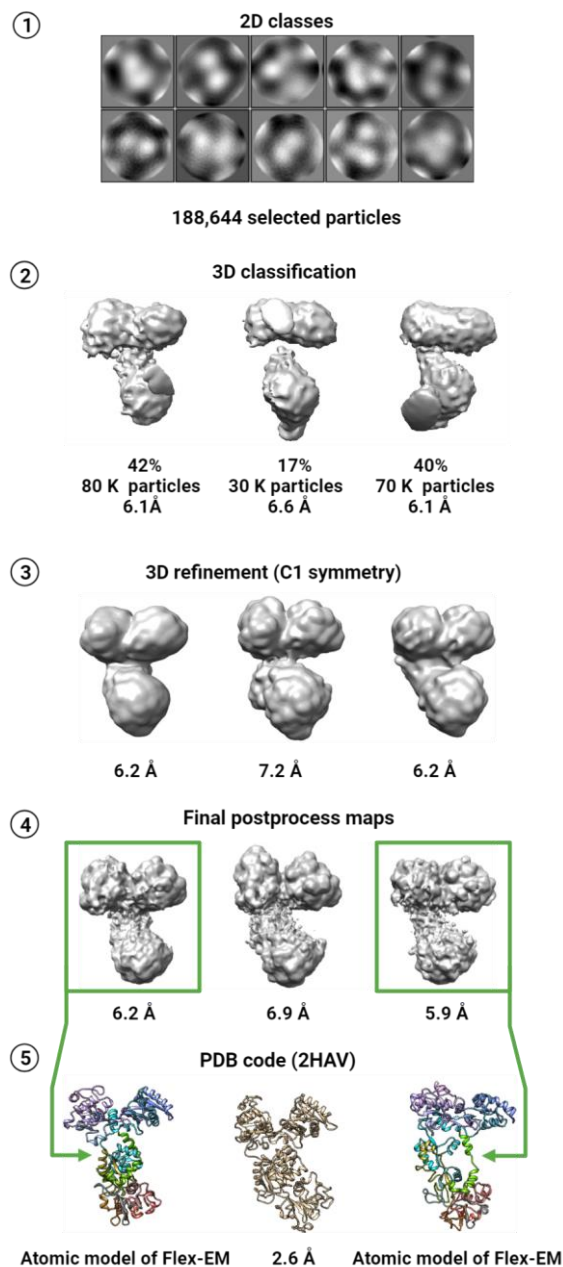 ①
2D classes
188,644 selected particles
②
3D classification
42% 17% 40%
80 K particles 30 K particles 70 K particles
6.1Å 6.6 Å 6.1 Å
③
3D refinement (C1 symmetry)
6.2 Å 7.2 Å 6.2 Å
④
Final postprocess maps
6.2 Å 6.9 Å 5.9 Å
⑤
PDB code (2HAV)
Atomic model of Flex-EM 2.6 Å Atomic model of Flex-EM